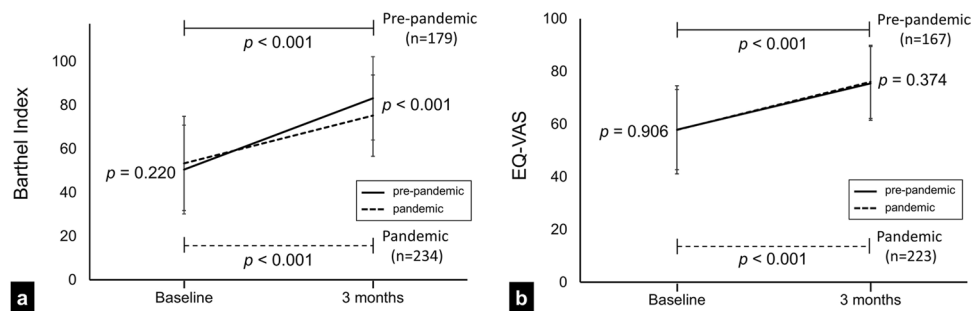 Pre-pandemic
(n=179)
p < 0.001
100
80
60
40
20
0
Barthel Index
p < 0.001
p = 0.220
pre-pandemic
pandemic
Pandemic
(n=234)
p < 0.001
Baseline
3 months
a
Pre-pandemic
(n=167)
p < 0.001
100
80
60
40
20
0
EQ-VAS
p = 0.374
p = 0.906
pre-pandemic
pandemic
Pandemic
(n=223)
p < 0.001
Baseline
3 months
b